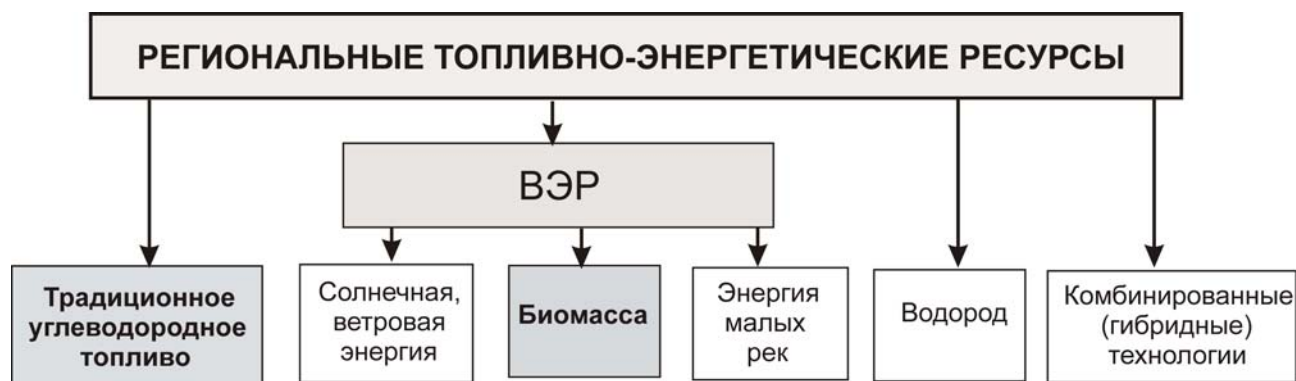 РЕГИОНАЛЬНЫЕ ТОПЛИВНО-ЭНЕРГЕТИЧЕСКИЕ РЕСУРСЫ
ВЭР
Традиционное
углеводородное
топливо
Солнечная,
ветровая
энергия
Биомасса
Энергия
малых
рек
Водород
Комбинированные
(гибридные)
технологии